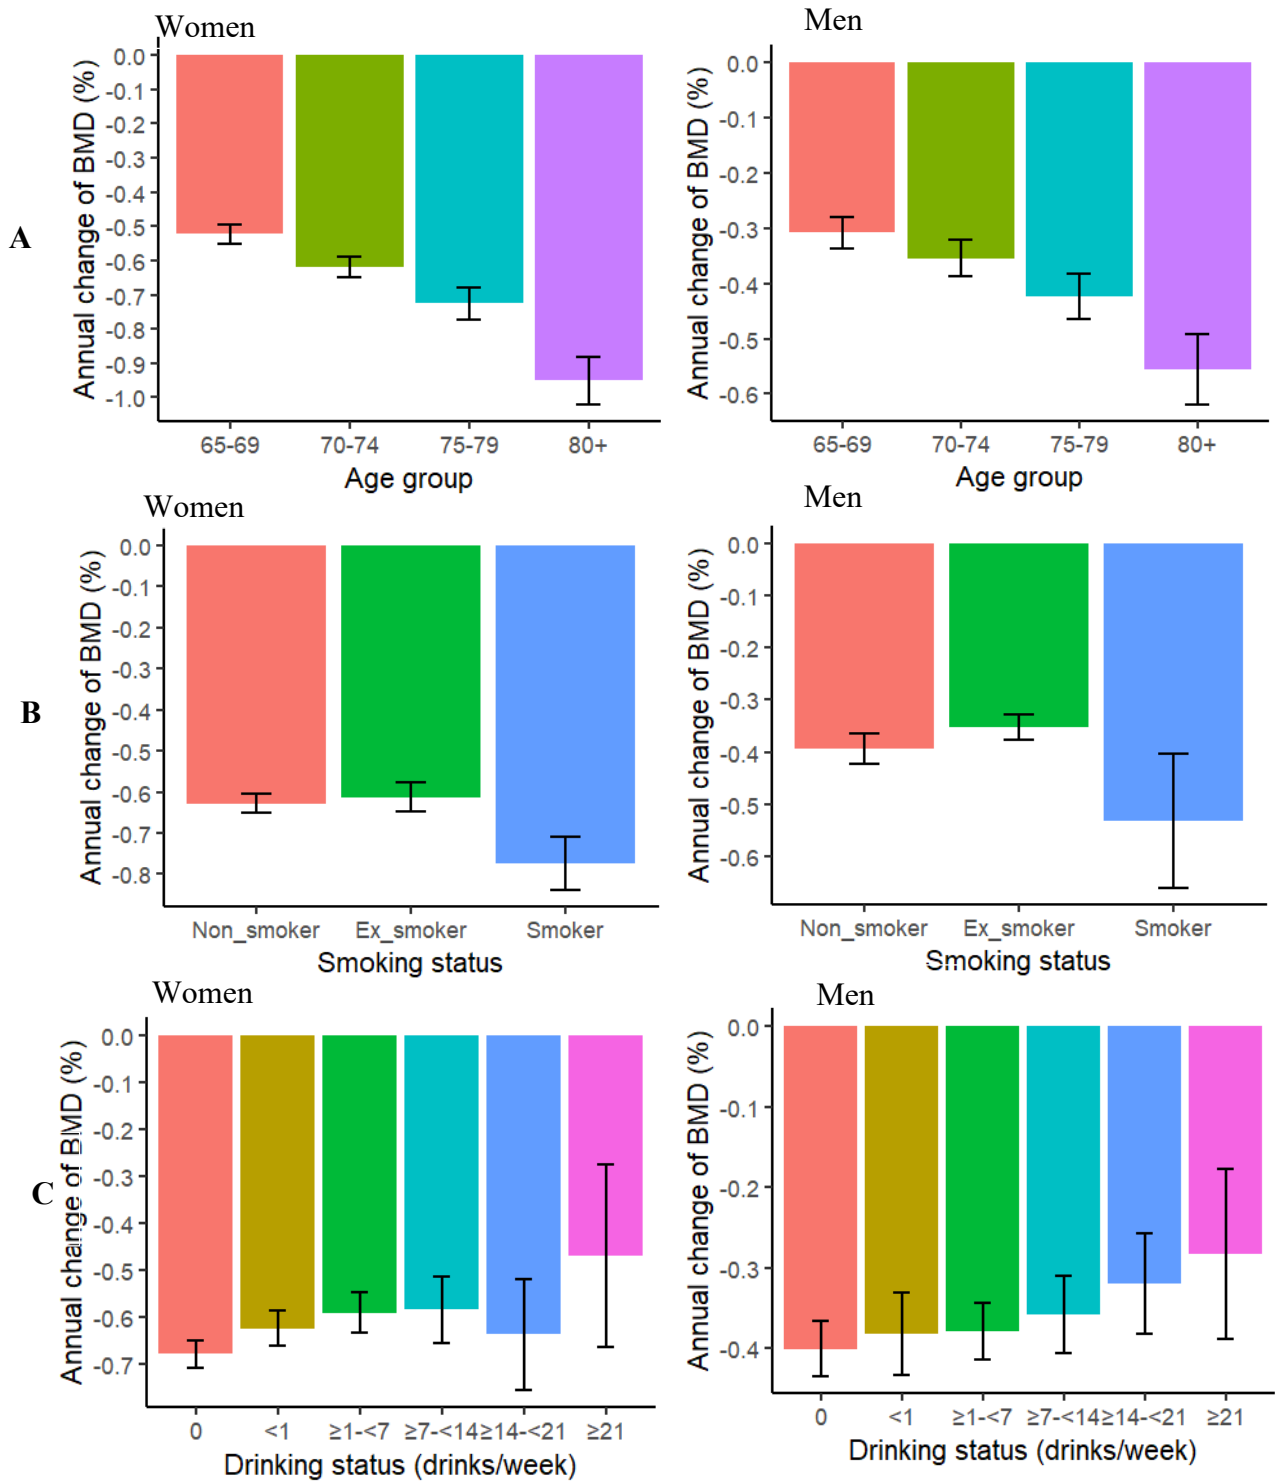 Women
Annual change of BMD (%)
0.0
-0.1
-0.2
-0.3
-0.4
-0.5
-0.6
-0.7
-0.8
-0.9
-1.0
65-69 70-74 75-79 80+
Age group
Men
Annual change of BMD (%)
0.0
-0.1
-0.2
-0.3
-0.4
-0.5
-0.6
65-69 70-74 75-79 80+
Age group
A
Women
Annual change of BMD (%)
0.0
-0.1
-0.2
-0.3
-0.4
-0.5
-0.6
-0.7
-0.8
Non_smoker Ex_smoker Smoker
Smoking status
Men
Annual change of BMD (%)
0.0
-0.1
-0.2
-0.3
-0.4
-0.5
-0.6
Non_smoker Ex_smoker Smoker
Smoking status
B
Women
Annual change of BMD (%)
0.0
-0.1
-0.2
-0.3
-0.4
-0.5
-0.6
-0.7
0 <1 ≥1-<7 ≥7-<14 ≥14-<21 ≥21
Drinking status (drinks/week)
Men
Annual change of BMD (%)
0.0
-0.1
-0.2
-0.3
-0.4
0 <1 ≥1-<7 ≥7-<14 ≥14-<21 ≥21
Drinking status (drinks/week)
C